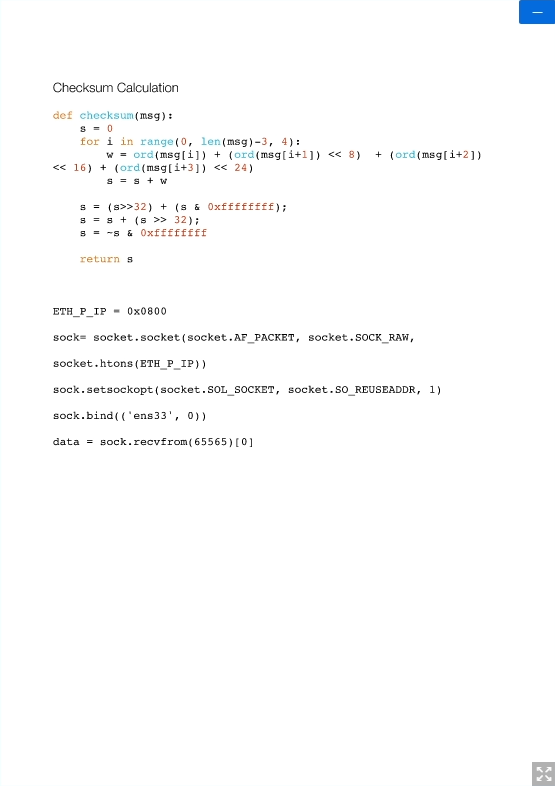 Checksum Calculation
def checksum(msg):
    s = 0
    for i in range(0, len(msg)-3, 4):
        w = ord(msg[i]) + (ord(msg[i+1]) << 8)  + (ord(msg[i+2])
<< 16) + (ord(msg[i+3]) << 24)
        s = s + w
    s = (s>>32) + (s & 0xffffffff);
    s = s + (s >> 32);
    s = ~s & 0xffffffff
    return s
ETH_P_IP = 0x0800
sock= socket.socket(socket.AF_PACKET, socket.SOCK_RAW,
socket.htons(ETH_P_IP))
sock.setsockopt(socket.SOL_SOCKET, socket.SO_REUSEADDR, 1)
sock.bind(('ens33', 0))
data = sock.recvfrom(65565)[0]